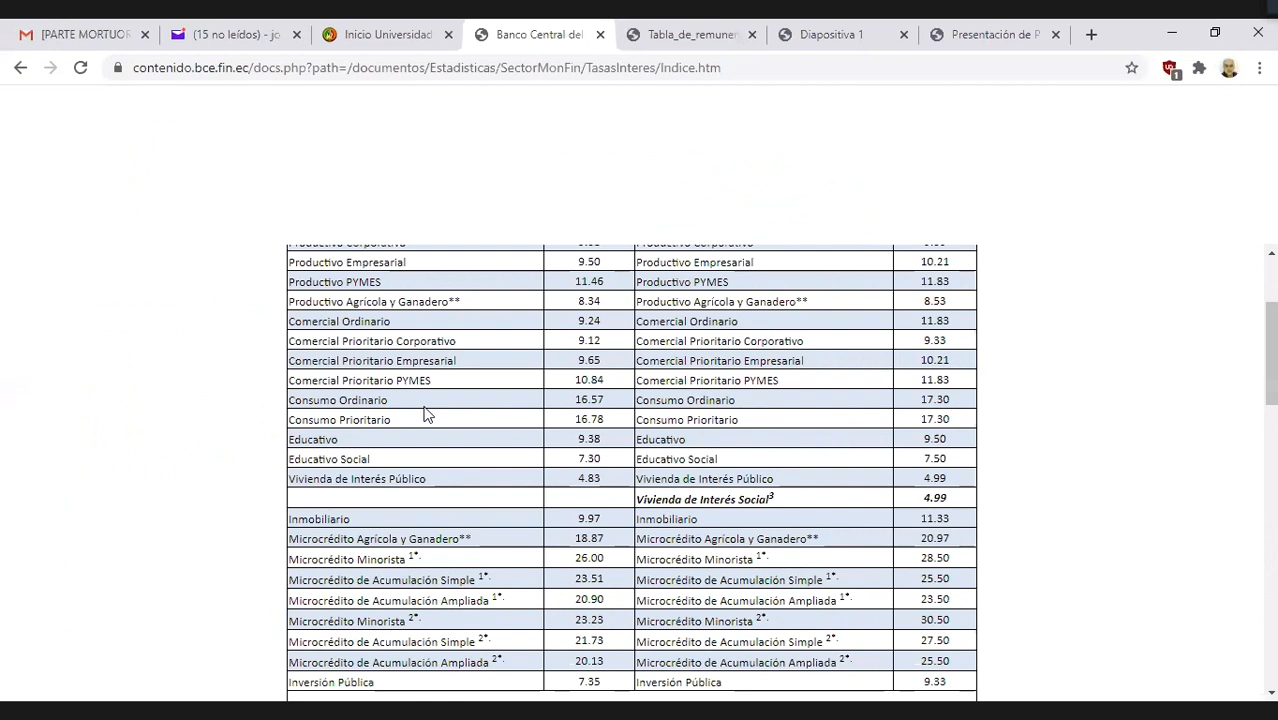 [PARTE MORTUOR
(15 no leídos) - jo
Inicio Universidad
Banco Central del
Tabla_de_remunen
Diapositiva 1
Presentación de P
contenido.bce.fin.ec/docs.php?path=/documentos/Estadisticas/SectorMonFin/TasasInteres/Indice.htm
1
Productivo Corporativo Productivo Corporativo
Productivo Empresarial 9.50 Productivo Empresarial 10.21
Productivo PYMES 11.46 Productivo PYMES 11.83
Productivo Agrícola y Ganadero** 8.34 Productivo Agrícola y Ganadero** 8.53
Comercial Ordinario 9.24 Comercial Ordinario 11.83
Comercial Prioritario Corporativo 9.12 Comercial Prioritario Corporativo 9.33
Comercial Prioritario Empresarial 9.65 Comercial Prioritario Empresarial 10.21
Comercial Prioritario PYMES 10.84 Comercial Prioritario PYMES 11.83
Consumo Ordinario 16.57 Consumo Ordinario 17.30
Consumo Prioritario 16.78 Consumo Prioritario 17.30
Educativo 9.38 Educativo 9.50
Educativo Social 7.30 Educativo Social 7.50
Vivienda de Interés Público 4.83 Vivienda de Interés Público 4.99
Vivienda de Interés Social3 4.99
Inmobiliario 9.97 Inmobiliario 11.33
Microcrédito Agrícola y Ganadero** 18.87 Microcrédito Agrícola y Ganadero** 20.97
Microcrédito Minorista 1*. 26.00 Microcrédito Minorista 1*. 28.50
Microcrédito de Acumulación Simple 1*. 23.51 Microcrédito de Acumulación Simple 1*. 25.50
Microcrédito de Acumulación Ampliada 1*. 20.90 Microcrédito de Acumulación Ampliada 1*. 23.50
Microcrédito Minorista 2*. 23.23 Microcrédito Minorista 2*. 30.50
Microcrédito de Acumulación Simple 2*. 21.73 Microcrédito de Acumulación Simple 2*. 27.50
Microcrédito de Acumulación Ampliada 2*. 20.13 Microcrédito de Acumulación Ampliada 2*. 25.50
Inversión Pública 7.35 Inversión Pública 9.33